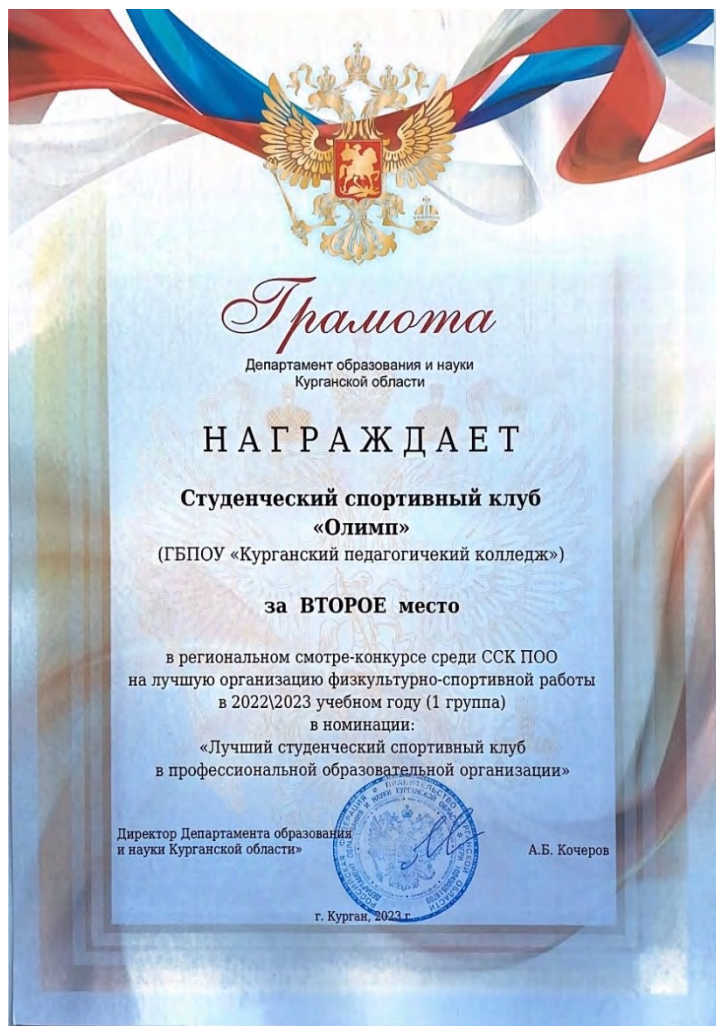 Грамота
Департамент образования и науки
Курганской области
НАГРАЖДАЕТ
Студенческий спортивный клуб
«Олимп»
(ГБПОУ «Курганский педагогичекий колледж»)
за ВТОРОЕ место
в региональном смотре-конкурсе среди ССК ПОО
на лучшую организацию физкультурно-спортивной работы
в 2022\2023 учебном году (1 группа)
в номинации:
«Лучший студенческий спортивный клуб
в профессиональной образовательной организации»
Директор Департамента образования
и науки Курганской области»
А.Б. Кочеров
г. Курган, 2023 г.